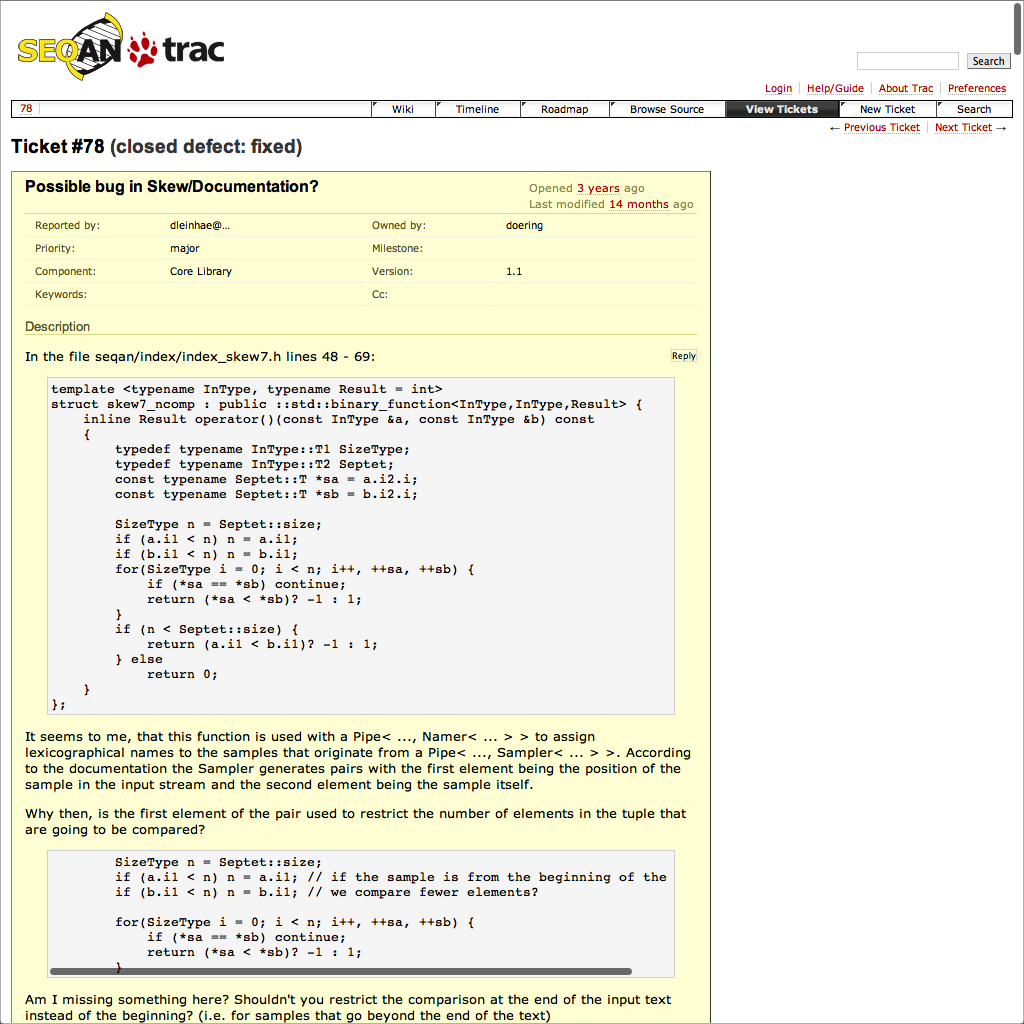 SEQAN trac
Search
Login Help/Guide About Trac Preferences
78 Wiki Timeline Roadmap Browse Source View Tickets New Ticket Search
← Previous Ticket Next Ticket →
Ticket #78 (closed defect: fixed)
Possible bug in Skew/Documentation?
Opened 3 years ago
Last modified 14 months ago
Reported by: dleinhae@... Owned by: doering
Priority: major Milestone:
Component: Core Library Version: 1.1
Keywords: Cc:
Description
In the file seqan/index/index_skew7.h lines 48 - 69:
Reply
template <typename InType, typename Result = int>
struct skew7_ncomp : public ::std::binary_function<InType,InType,Result> {
    inline Result operator()(const InType &a, const InType &b) const
    {
        typedef typename InType::T1 SizeType;
        typedef typename InType::T2 Septet;
        const typename Septet::T *sa = a.i2.i;
        const typename Septet::T *sb = b.i2.i;
        SizeType n = Septet::size;
        if (a.i1 < n) n = a.i1;
        if (b.i1 < n) n = b.i1;
        for(SizeType i = 0; i < n; i++, ++sa, ++sb) {
            if (*sa == *sb) continue;
            return (*sa < *sb)? -1 : 1;
        }
        if (n < Septet::size) {
            return (a.i1 < b.i1)? -1 : 1;
        } else
            return 0;
    }
};
It seems to me, that this function is used with a Pipe< ..., Namer< ... > > to assign
lexicographical names to the samples that originate from a Pipe< ..., Sampler< ... > >. According
to the documentation the Sampler generates pairs with the first element being the position of the
sample in the input stream and the second element being the sample itself.
Why then, is the first element of the pair used to restrict the number of elements in the tuple that
are going to be compared?
        SizeType n = Septet::size;
        if (a.i1 < n) n = a.i1; // if the sample is from the beginning of the
        if (b.i1 < n) n = b.i1; // we compare fewer elements?
        for(SizeType i = 0; i < n; i++, ++sa, ++sb) {
            if (*sa == *sb) continue;
            return (*sa < *sb)? -1 : 1;
        }
Am I missing something here? Shouldn't you restrict the comparison at the end of the input text
instead of the beginning? (i.e. for samples that go beyond the end of the text)